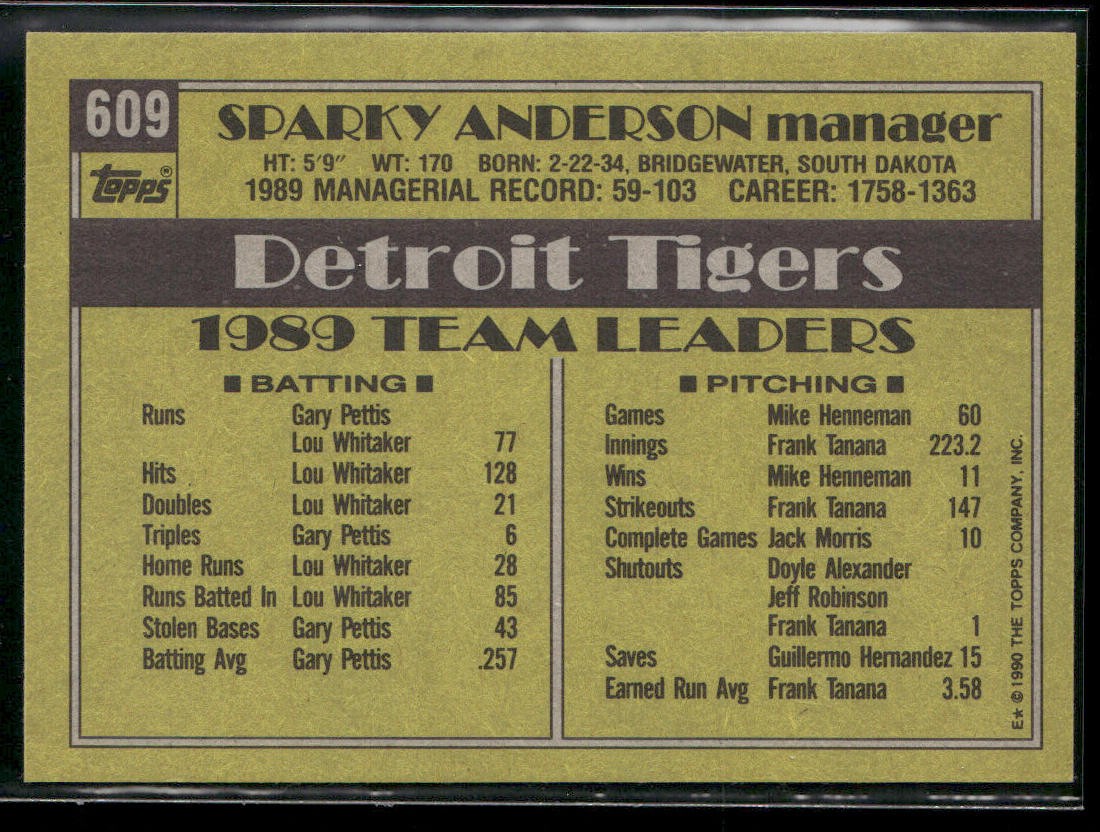 609
topps®
SPARKY ANDERSON manager
HT: 5'9" WT: 170 BORN: 2-22-34, BRIDGEWATER, SOUTH DAKOTA
1989 MANAGERIAL RECORD: 59-103 CAREER: 1758-1363
Detroit Tigers
1989 TEAM LEADERS
■ BATTING ■
Runs Gary Pettis
Lou Whitaker 77
Hits Lou Whitaker 128
Doubles Lou Whitaker 21
Triples Gary Pettis 6
Home Runs Lou Whitaker 28
Runs Batted In Lou Whitaker 85
Stolen Bases Gary Pettis 43
Batting Avg Gary Pettis .257
■ PITCHING ■
Games Mike Henneman 60
Innings Frank Tanana 223.2
Wins Mike Henneman 11
Strikeouts Frank Tanana 147
Complete Games Jack Morris 10
Shutouts Doyle Alexander
Jeff Robinson
Frank Tanana 1
Saves Guillermo Hernandez 15
Earned Run Avg Frank Tanana 3.58
E★ © 1990 THE TOPPS COMPANY, INC.